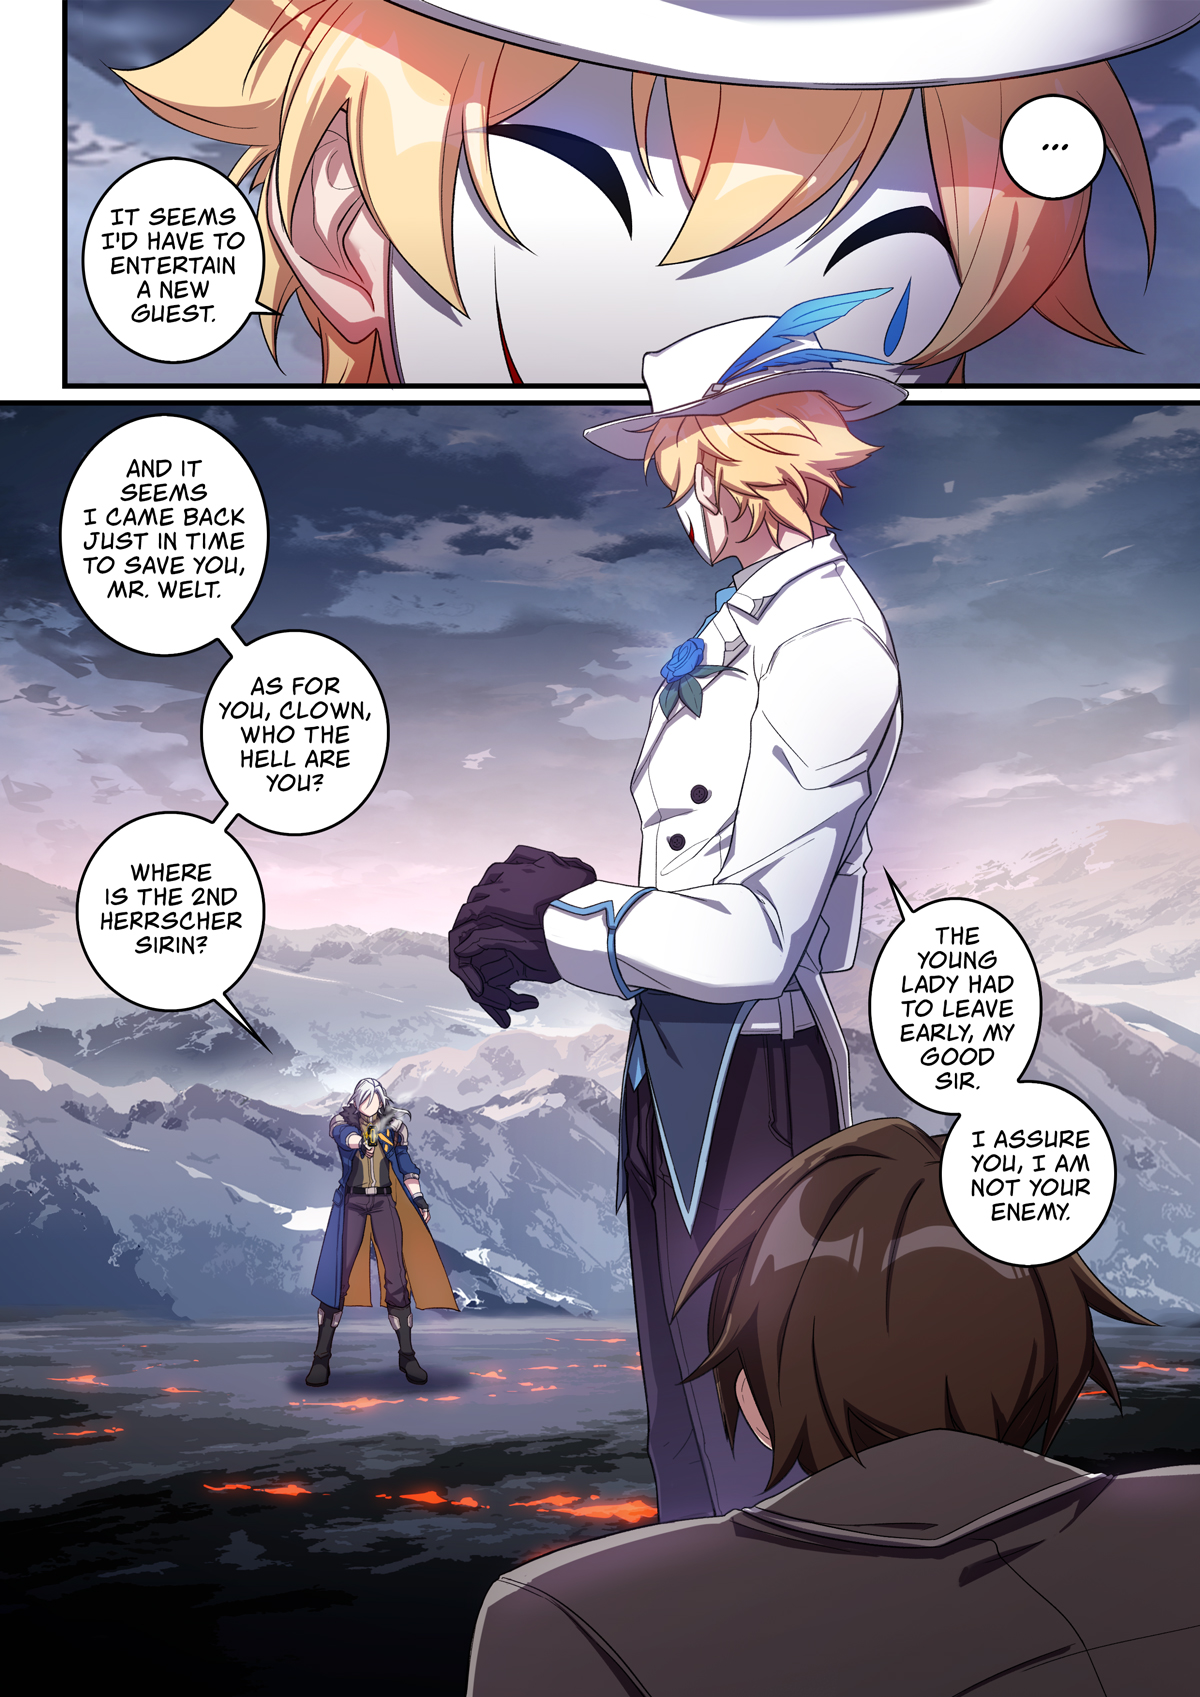 ...
IT SEEMS
I'D HAVE TO
ENTERTAIN
A NEW
GUEST.
AND IT
SEEMS
I CAME BACK
JUST IN TIME
TO SAVE YOU,
MR. WELT.
AS FOR
YOU, CLOWN,
WHO THE
HELL ARE
YOU?
WHERE
IS THE 2ND
HERRSCHER
SIRIN?
THE
YOUNG
LADY HAD
TO LEAVE
EARLY, MY
GOOD
SIR.
I ASSURE
YOU, I AM
NOT YOUR
ENEMY.